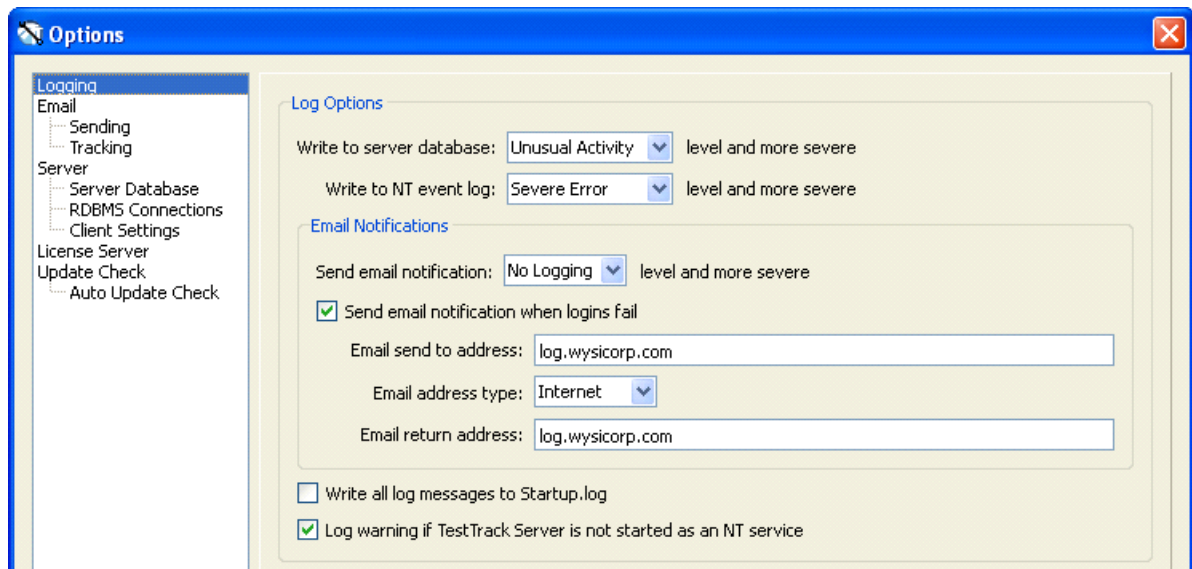 Options
Logging
Email
Sending
Tracking
Server
Server Database
RDBMS Connections
Client Settings
License Server
Update Check
Auto Update Check
Log Options
Write to server database: Unusual Activity level and more severe
Write to NT event log: Severe Error level and more severe
Email Notifications
Send email notification: No Logging level and more severe
Send email notification when logins fail
Email send to address: log.wysicorp.com
Email address type: Internet
Email return address: log.wysicorp.com
Write all log messages to Startup.log
Log warning if TestTrack Server is not started as an NT service